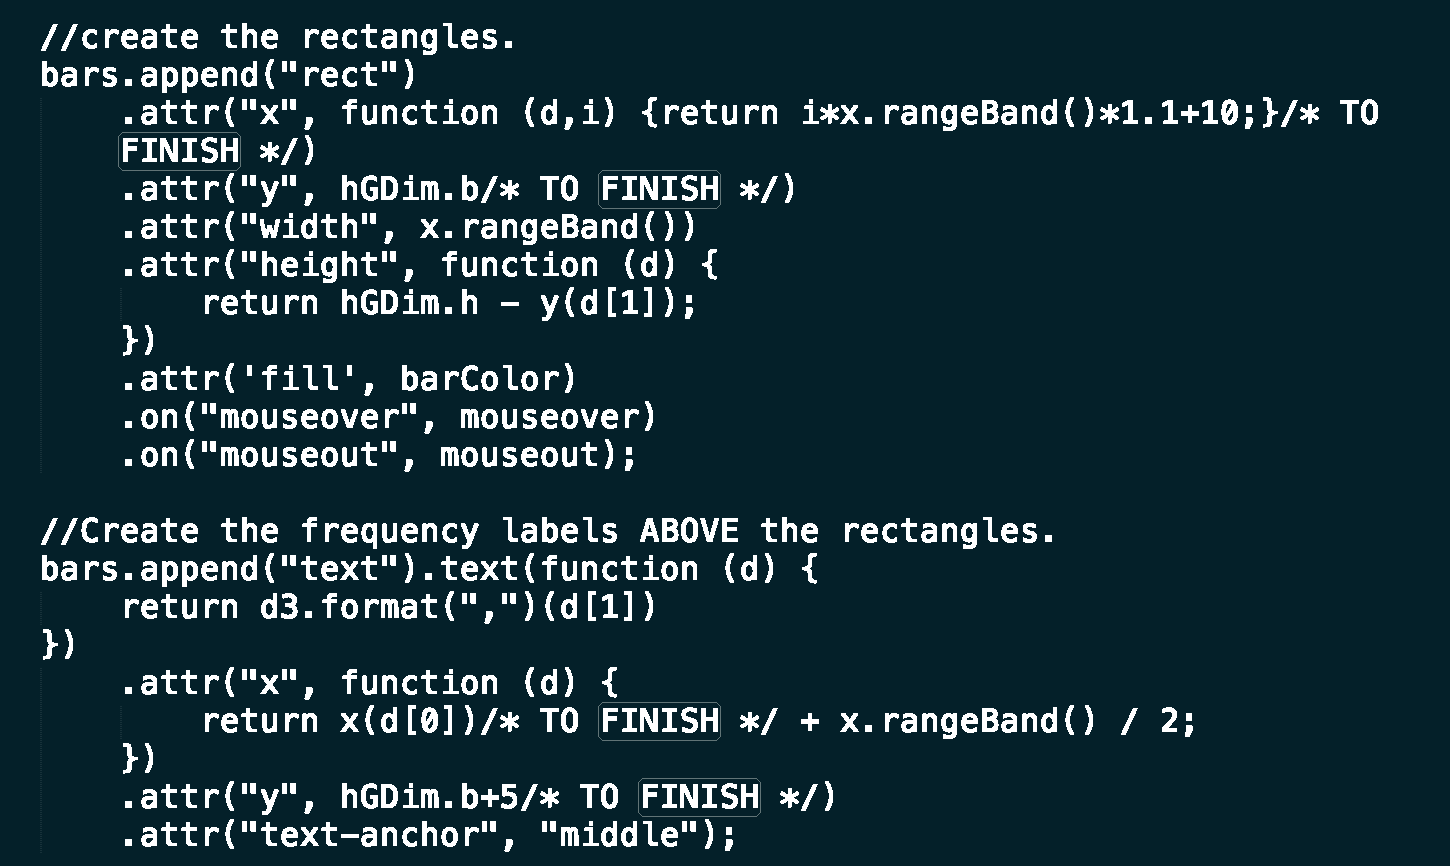 //create the rectangles.
bars.append("rect")
    .attr("x", function (d,i) {return i*x.rangeBand()*1.1+10;}/* TO
    FINISH */)
    .attr("y", hGDim.b/* TO FINISH */)
    .attr("width", x.rangeBand())
    .attr("height", function (d) {
        return hGDim.h - y(d[1]);
    })
    .attr('fill', barColor)
    .on("mouseover", mouseover)
    .on("mouseout", mouseout);

//Create the frequency labels ABOVE the rectangles.
bars.append("text").text(function (d) {
    return d3.format(",")(d[1])
})
    .attr("x", function (d) {
        return x(d[0])/* TO FINISH */ + x.rangeBand() / 2;
    })
    .attr("y", hGDim.b+5/* TO FINISH */)
    .attr("text-anchor", "middle");